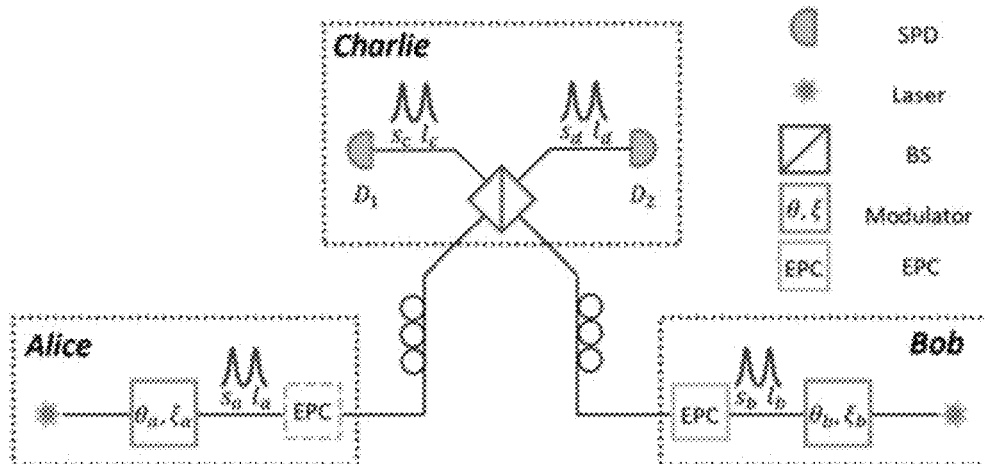 Charlie
s_c l_c
s_d l_d
D_1
D_2
SPD
Laser
BS
θ, ξ
Modulator
EPC
EPC
Alice
s_a l_a
θ_a, ξ_a
EPC
Bob
s_b l_b
EPC
θ_b, ξ_b